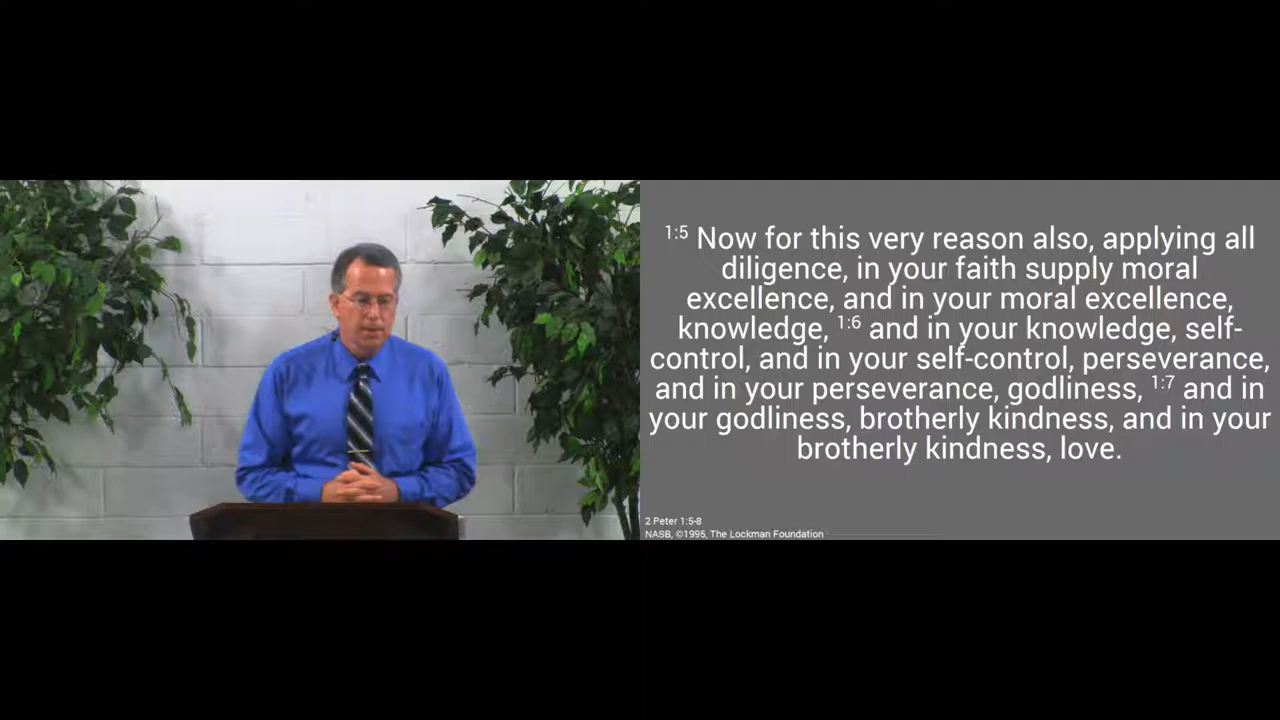 1:5 Now for this very reason also, applying all
diligence, in your faith supply moral
excellence, and in your moral excellence,
knowledge, 1:6 and in your knowledge, self-
control, and in your self-control, perseverance,
and in your perseverance, godliness, 1:7 and in
your godliness, brotherly kindness, and in your
brotherly kindness, love.
2 Peter 1:5-8
NASB, ©1995, The Lockman Foundation